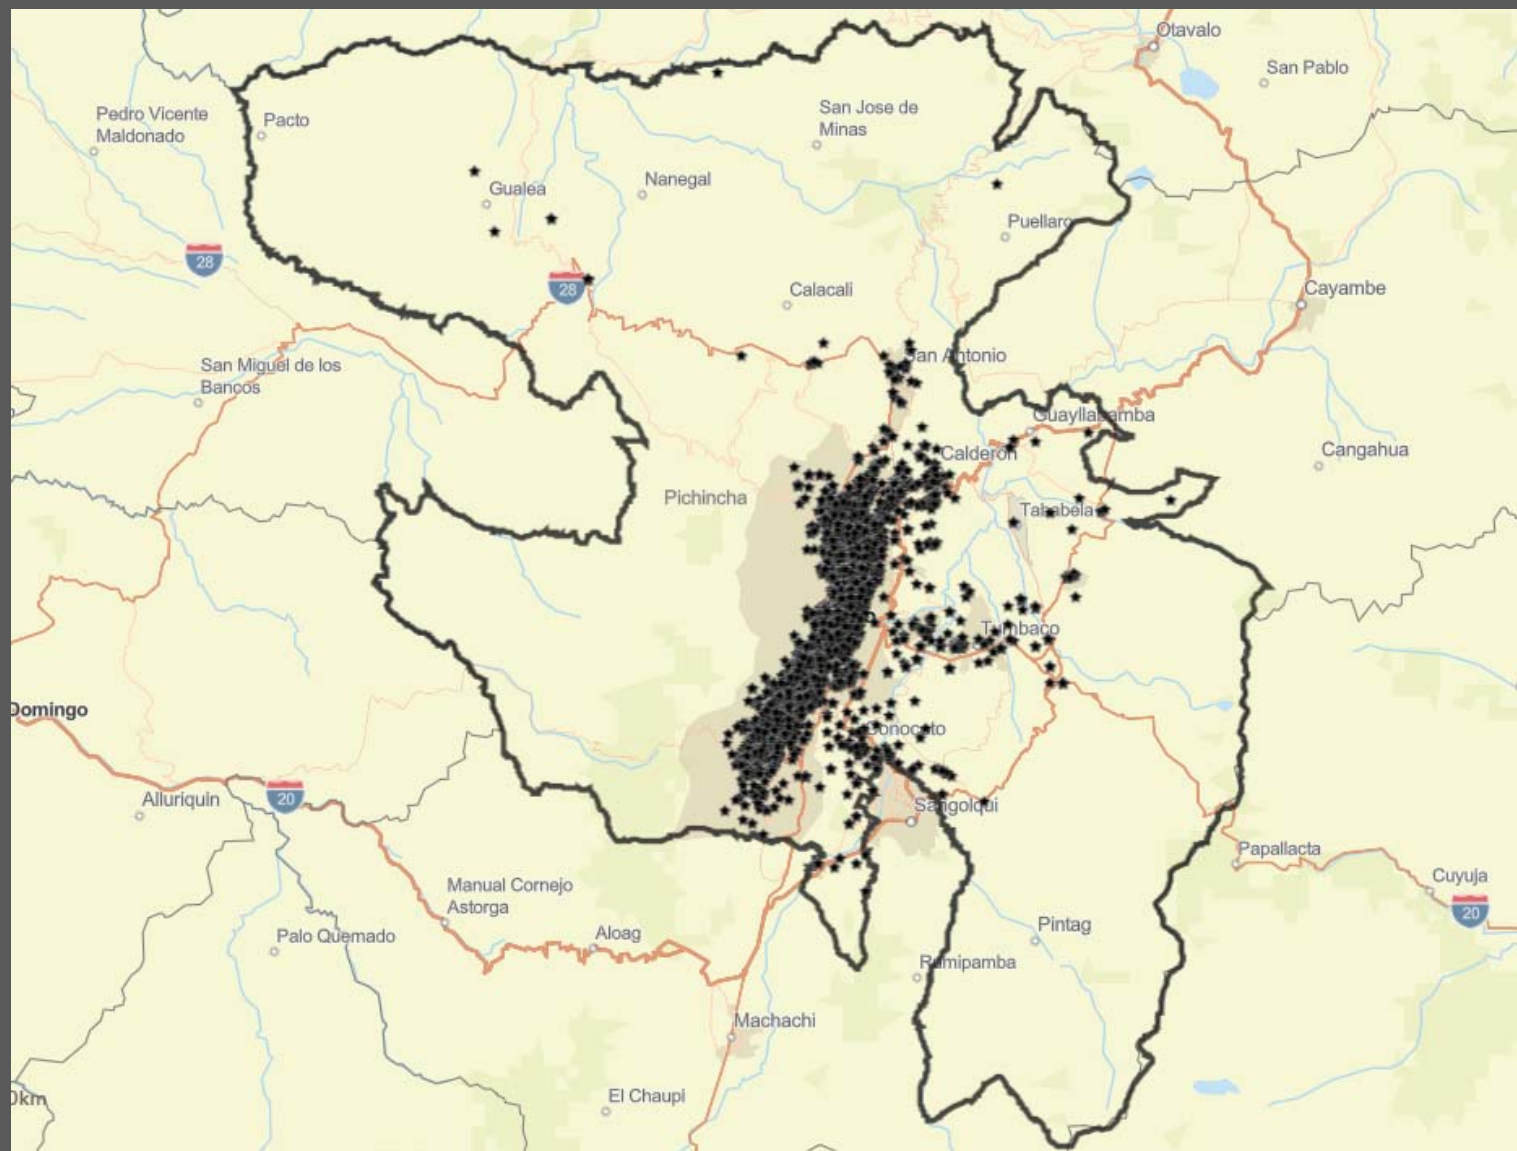 Otavalo
San Pablo
Pedro Vicente
Maldonado
Pacto
San Jose de
Minas
Gualea
Nanegal
Puellaro
28
28
Calacali
Cayambe
San Miguel de los
Bancos
San Antonio
Guayllabamba
Calderon
Cangahua
Pichincha
Tababela
Tumbaco
Domingo
Conocoto
20
Alluriquin
Sangolqui
Papallacta
Manual Cornejo
Astorga
Cuyuja
20
Palo Quemado
Aloag
Pintag
Rumipamba
Machachi
El Chaupi
0km